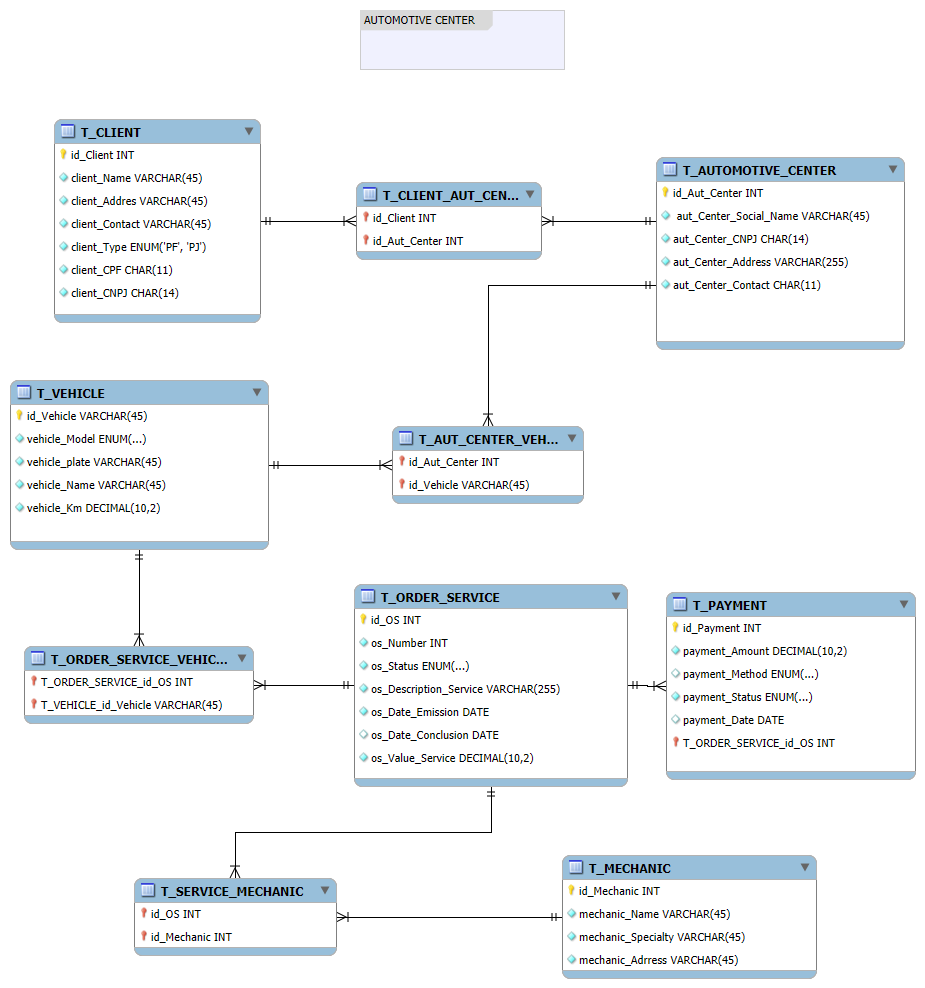 AUTOMOTIVE CENTER
T_CLIENT
id_Client INT
client_Name VARCHAR(45)
client_Addres VARCHAR(45)
client_Contact VARCHAR(45)
client_Type ENUM('PF', 'PJ')
client_CPF CHAR(11)
client_CNPJ CHAR(14)
T_CLIENT_AUT_CEN...
id_Client INT
id_Aut_Center INT
T_AUTOMOTIVE_CENTER
id_Aut_Center INT
aut_Center_Social_Name VARCHAR(45)
aut_Center_CNPJ CHAR(14)
aut_Center_Address VARCHAR(255)
aut_Center_Contact CHAR(11)
T_VEHICLE
id_Vehicle VARCHAR(45)
vehicle_Model ENUM(...)
vehicle_plate VARCHAR(45)
vehicle_Name VARCHAR(45)
vehicle_Km DECIMAL(10,2)
T_AUT_CENTER_VEH...
id_Aut_Center INT
id_Vehicle VARCHAR(45)
T_ORDER_SERVICE_VEHIC...
T_ORDER_SERVICE_id_OS INT
T_VEHICLE_id_Vehicle VARCHAR(45)
T_ORDER_SERVICE
id_OS INT
os_Number INT
os_Status ENUM(...)
os_Description_Service VARCHAR(255)
os_Date_Emission DATE
os_Date_Conclusion DATE
os_Value_Service DECIMAL(10,2)
T_PAYMENT
id_Payment INT
payment_Amount DECIMAL(10,2)
payment_Method ENUM(...)
payment_Status ENUM(...)
payment_Date DATE
T_ORDER_SERVICE_id_OS INT
T_SERVICE_MECHANIC
id_OS INT
id_Mechanic INT
T_MECHANIC
id_Mechanic INT
mechanic_Name VARCHAR(45)
mechanic_Specialty VARCHAR(45)
mechanic_Adrress VARCHAR(45)